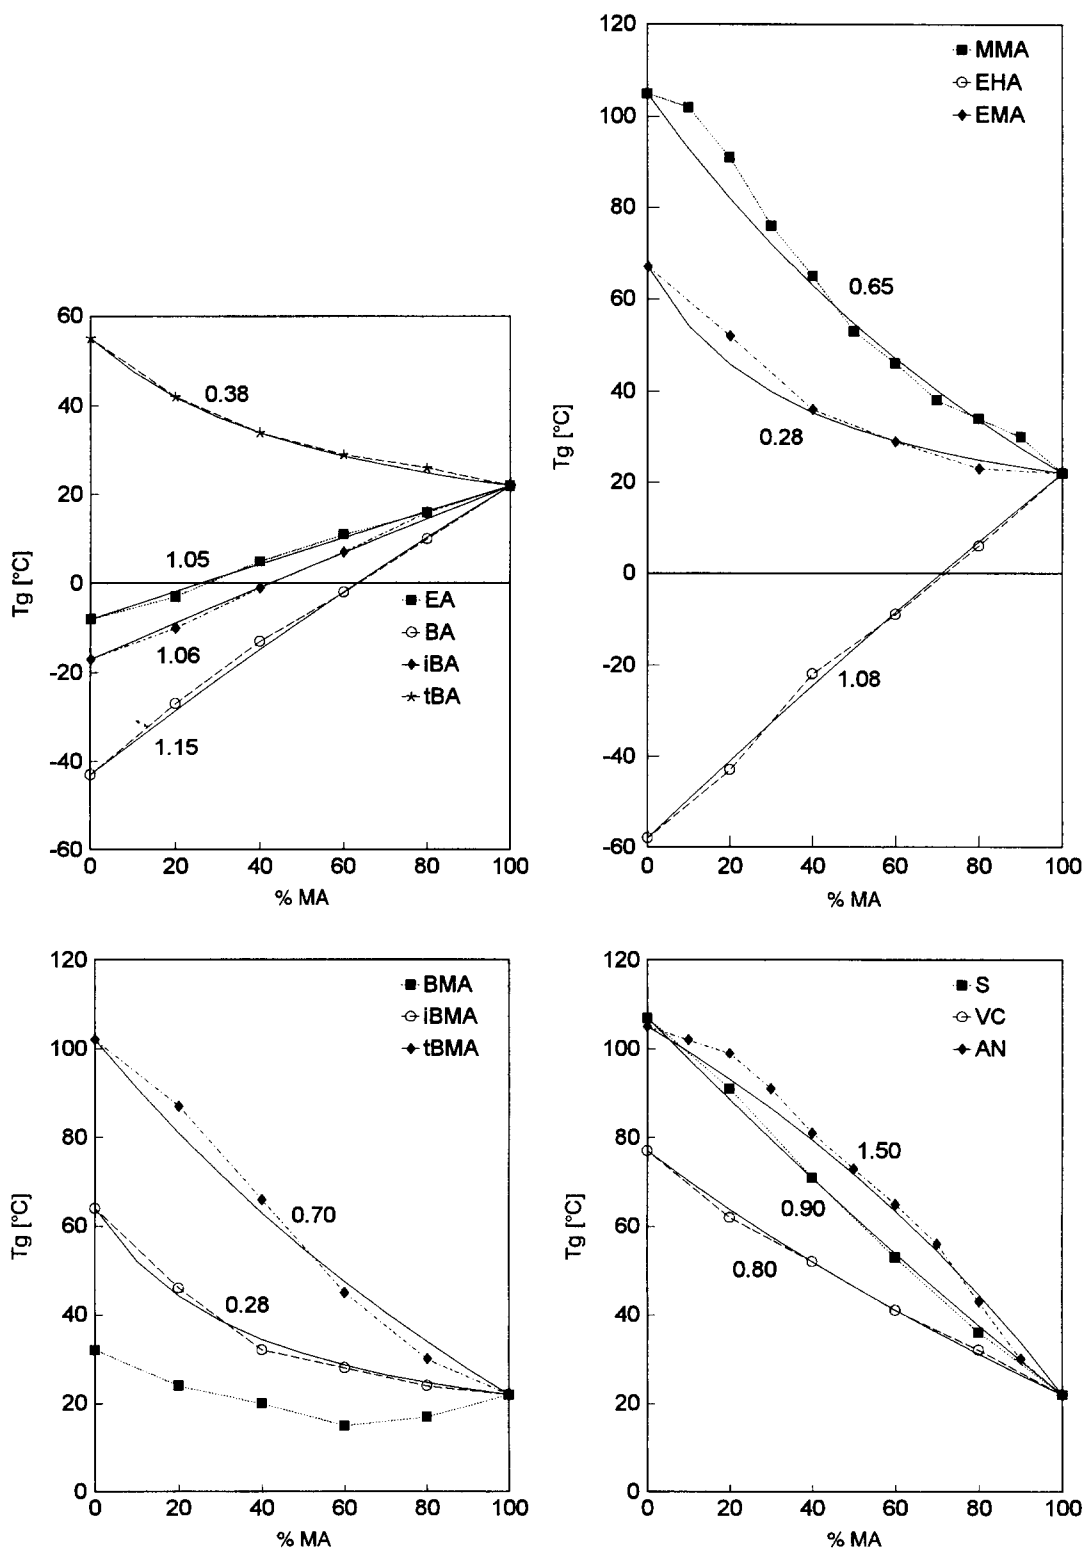 120
100
80
60
40
20
0
-20
-40
-60
Tg [°C]
MMA
EHA
EMA
0.65
0.28
1.08
0 20 40 60 80 100
% MA
60
40
20
0
-20
-40
-60
Tg [°C]
0.38
1.05
1.06
1.15
EA
BA
iBA
tBA
0 20 40 60 80 100
% MA
120
100
80
60
40
20
0
Tg [°C]
BMA
iBMA
tBMA
0.70
0.28
0 20 40 60 80 100
% MA
120
100
80
60
40
20
0
Tg [°C]
S
VC
AN
1.50
0.90
0.80
0 20 40 60 80 100
% MA